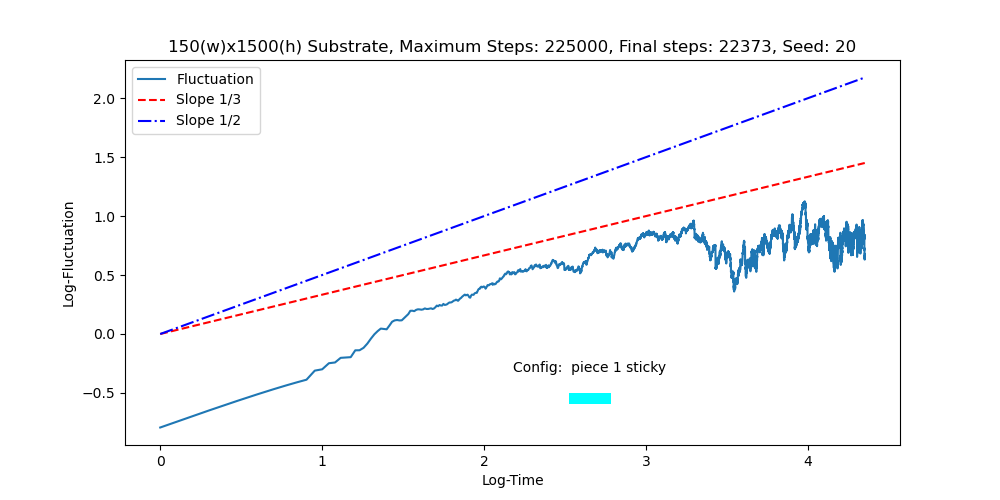 150(w)x1500(h) Substrate, Maximum Steps: 225000, Final steps: 22373, Seed: 20
Fluctuation
Slope 1/3
Slope 1/2
2.0
1.5
1.0
0.5
0.0
−0.5
Log-Fluctuation
Config:  piece 1 sticky
0 1 2 3 4
Log-Time